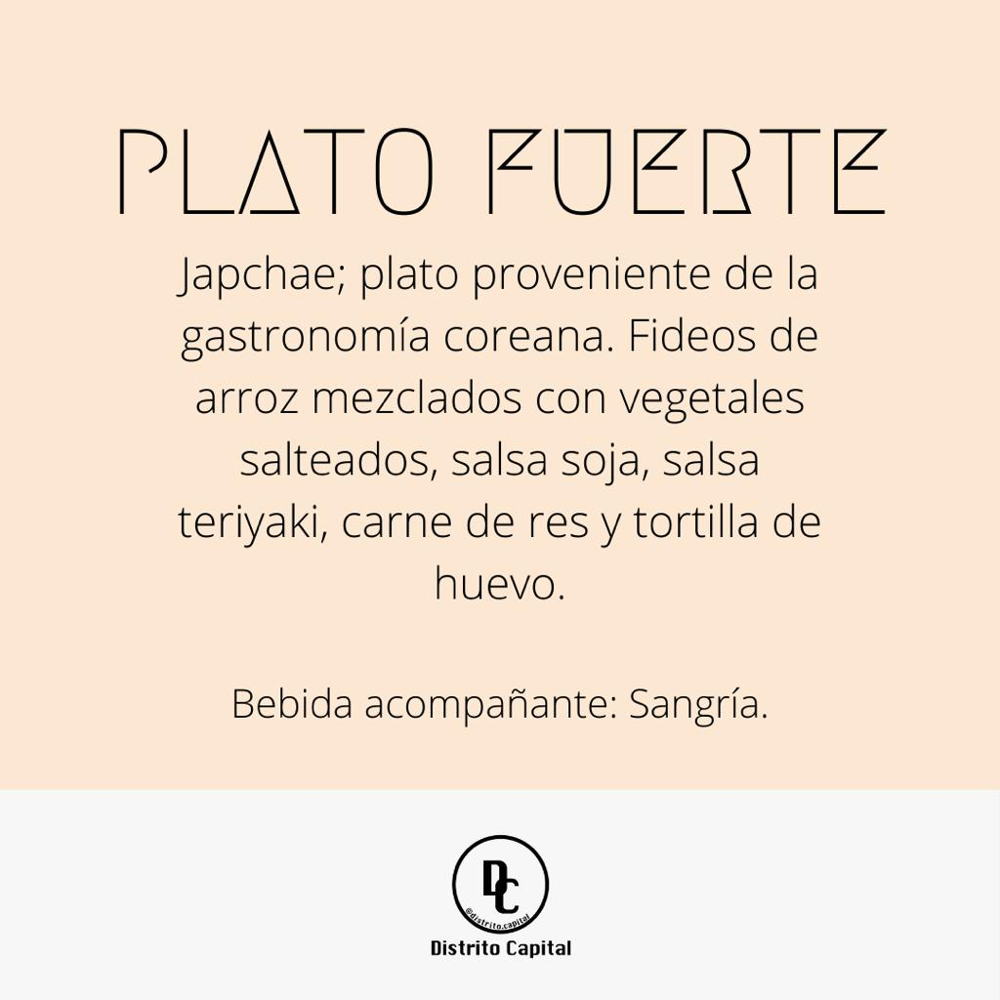 PLATO FUERTE
Japchae; plato proveniente de la
gastronomía coreana. Fideos de
arroz mezclados con vegetales
salteados, salsa soja, salsa
teriyaki, carne de res y tortilla de
huevo.
Bebida acompañante: Sangría.
DC
@distrito.capital
Distrito Capital